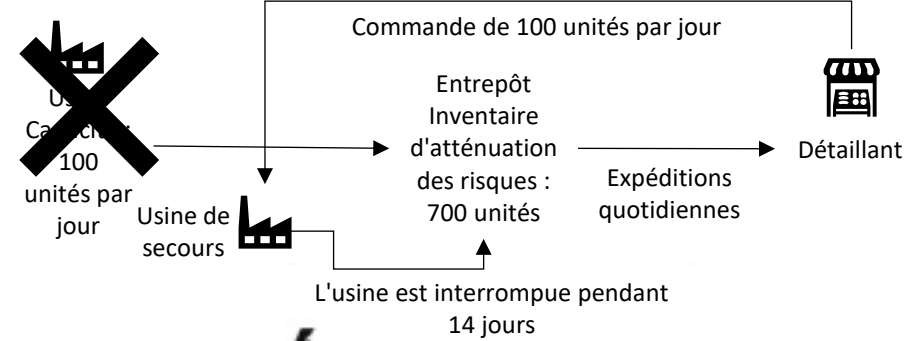 Commande de 100 unités par jour
100
unités par
jour
Usine de
secours
Entrepôt
Inventaire
d'atténuation
des risques :
700 unités
Expéditions
quotidiennes
Détaillant
L'usine est interrompue pendant
14 jours